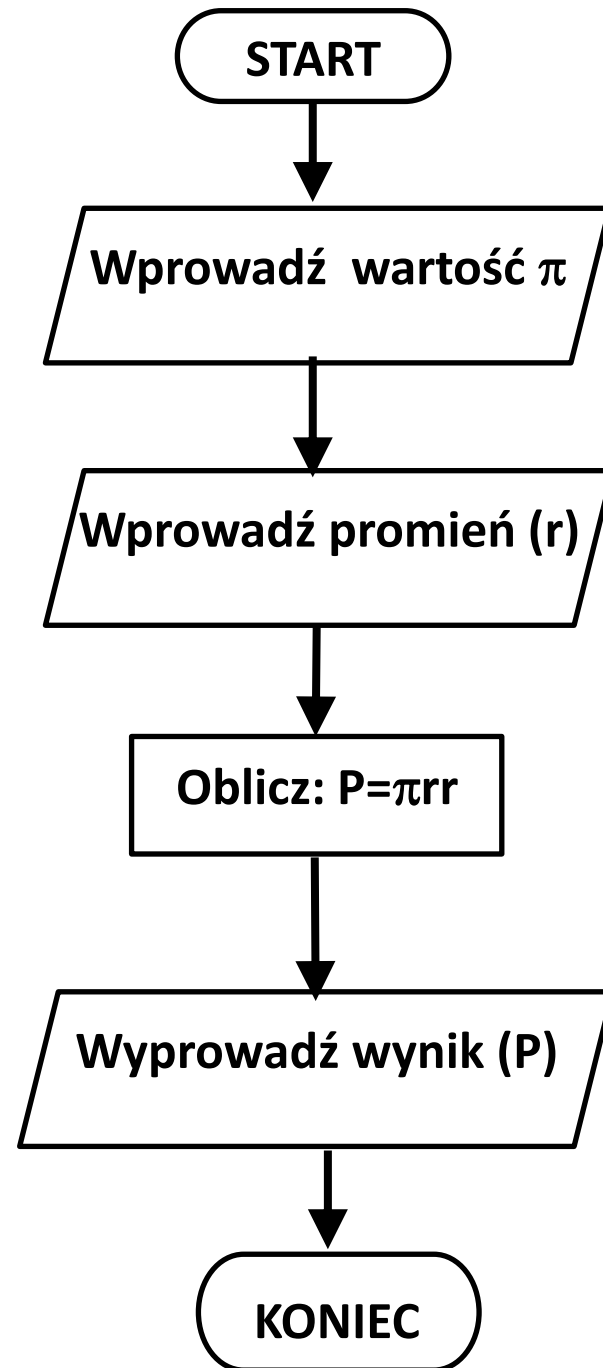 START
Wprowadź wartość π
Wprowadź promień (r)
Oblicz: P=πrr
Wyprowadź wynik (P)
KONIEC